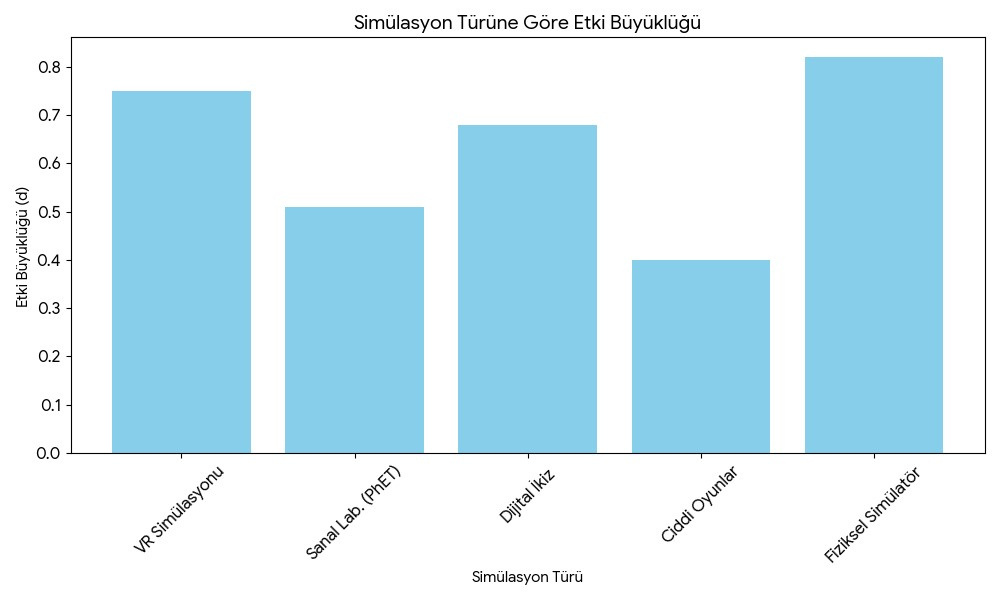 Simülasyon Türüne Göre Etki Büyüklüğü
Etki Büyüklüğü (d)
0.8
0.7
0.6
0.5
0.4
0.3
0.2
0.1
0.0
VR Simülasyonu
Sanal Lab. (PhET)
Dijital İkiz
Ciddi Oyunlar
Fiziksel Simülatör
Simülasyon Türü